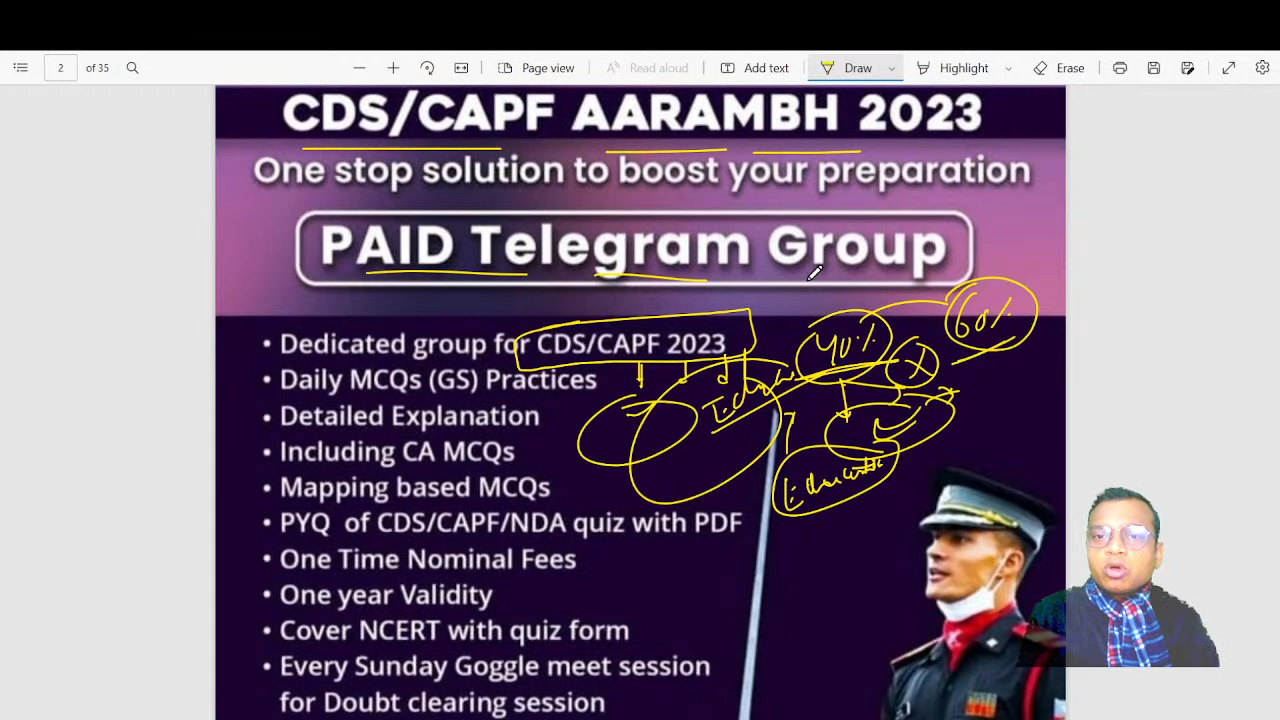 2 of 35 Page view Read aloud Add text Draw Highlight Erase
CDS/CAPF AARAMBH 2023
One stop solution to boost your preparation
PAID Telegram Group
• Dedicated group for CDS/CAPF 2023
• Daily MCQs (GS) Practices
• Detailed Explanation
• Including CA MCQs
• Mapping based MCQs
• PYQ of CDS/CAPF/NDA quiz with PDF
• One Time Nominal Fees
• One year Validity
• Cover NCERT with quiz form
• Every Sunday Goggle meet session
for Doubt clearing session
40%
60%